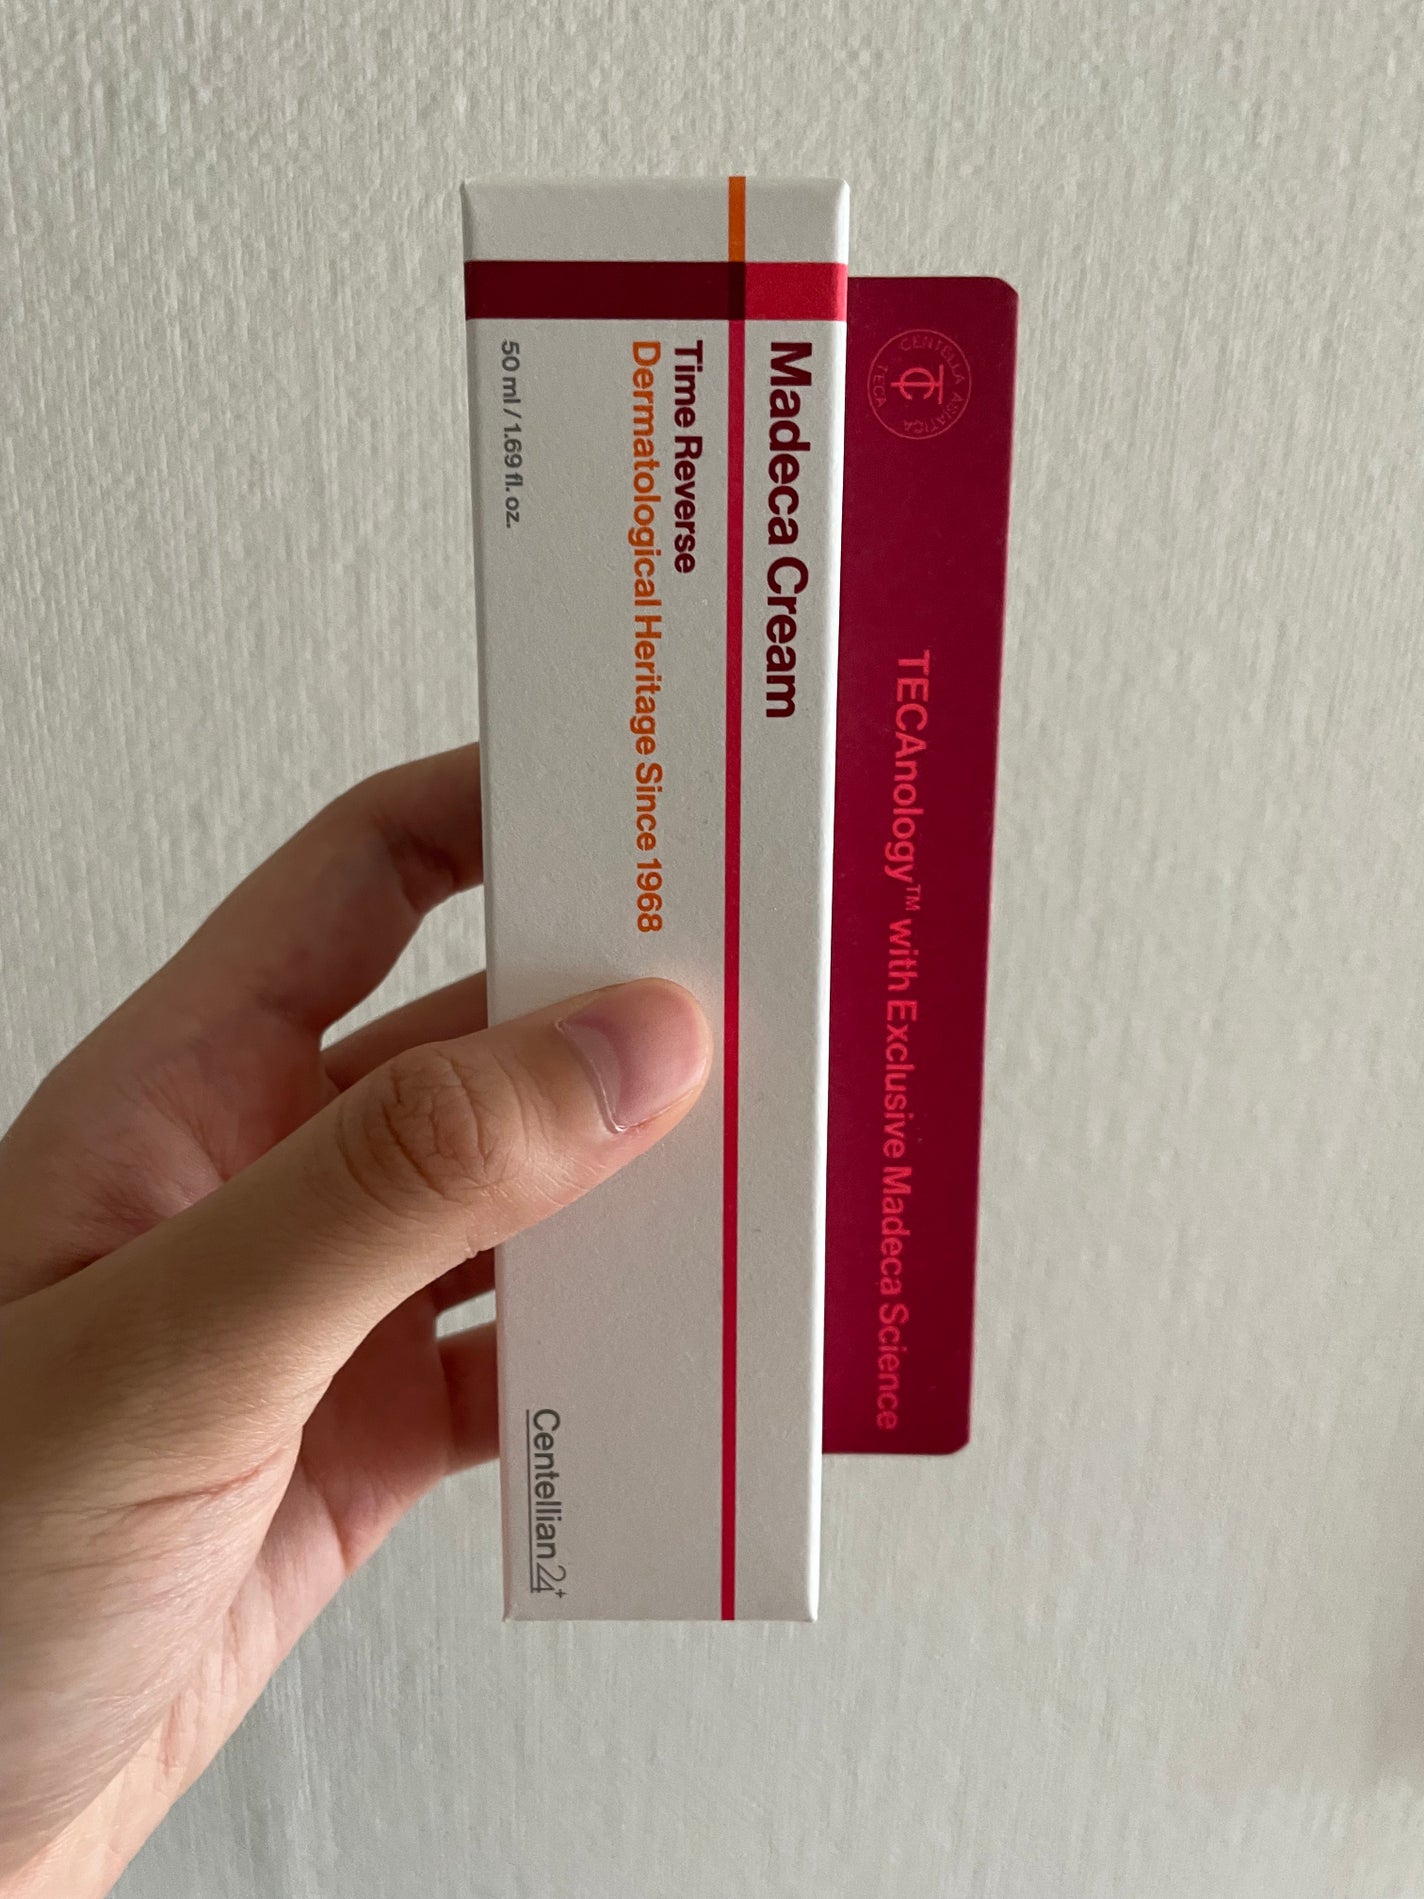 Madeca Cream
Time Reverse
Dermatological Heritage Since 1968
50 ml / 1.69 fl. oz.
Centellian24+
CENTELLA ASIATICA
TECA
TECAnology™ with Exclusive Madeca Science